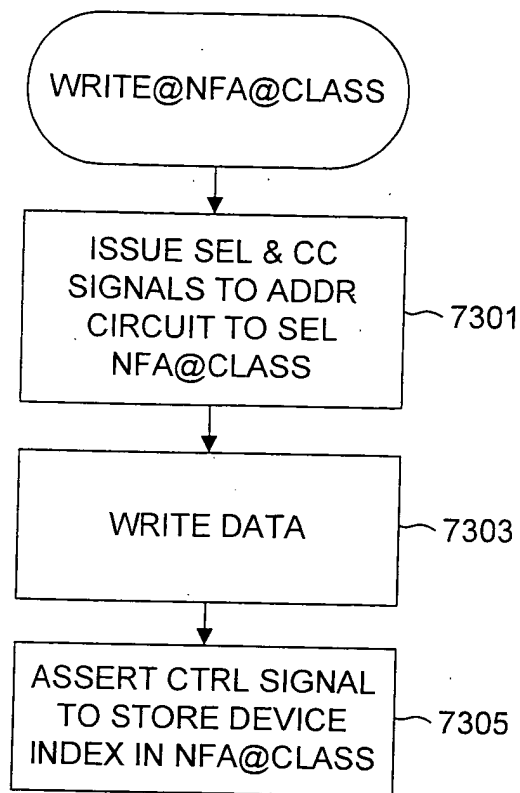 WRITE@NFA@CLASS
ISSUE SEL & CC
SIGNALS TO ADDR
CIRCUIT TO SEL
NFA@CLASS
7301
WRITE DATA
7303
ASSERT CTRL SIGNAL
TO STORE DEVICE
INDEX IN NFA@CLASS
7305